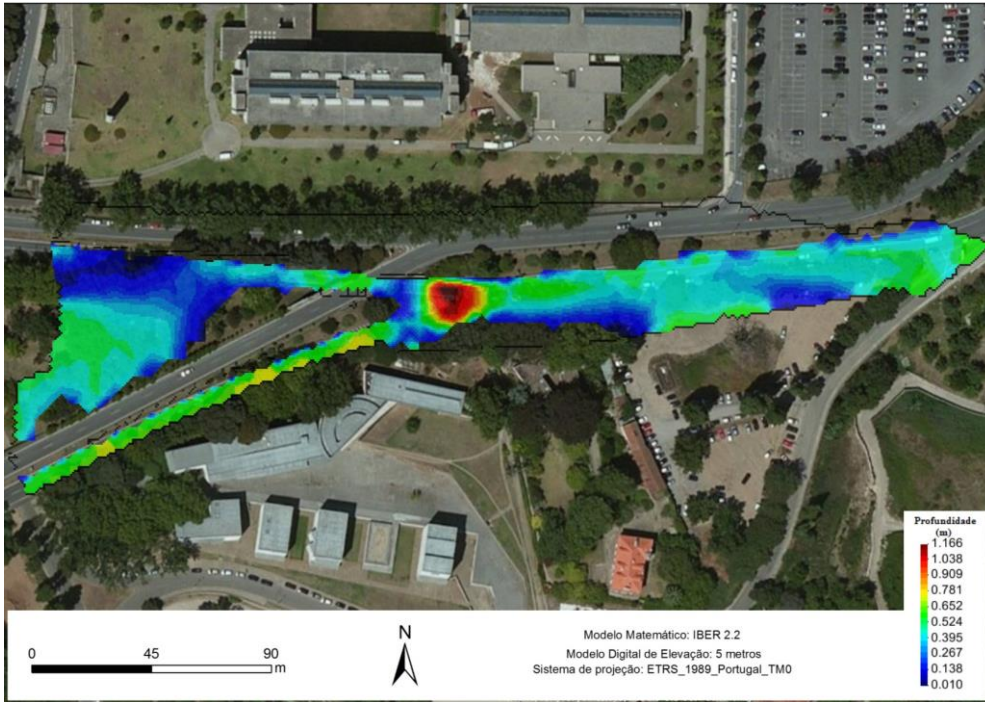 Profundidade
(m)
1.166
1.038
0.909
0.781
0.652
0.524
0.395
0.267
0.138
0.010
0 45 90
m
N
Modelo Matemático: IBER 2.2
Modelo Digital de Elevação: 5 metros
Sistema de projeção: ETRS_1989_Portugal_TM0